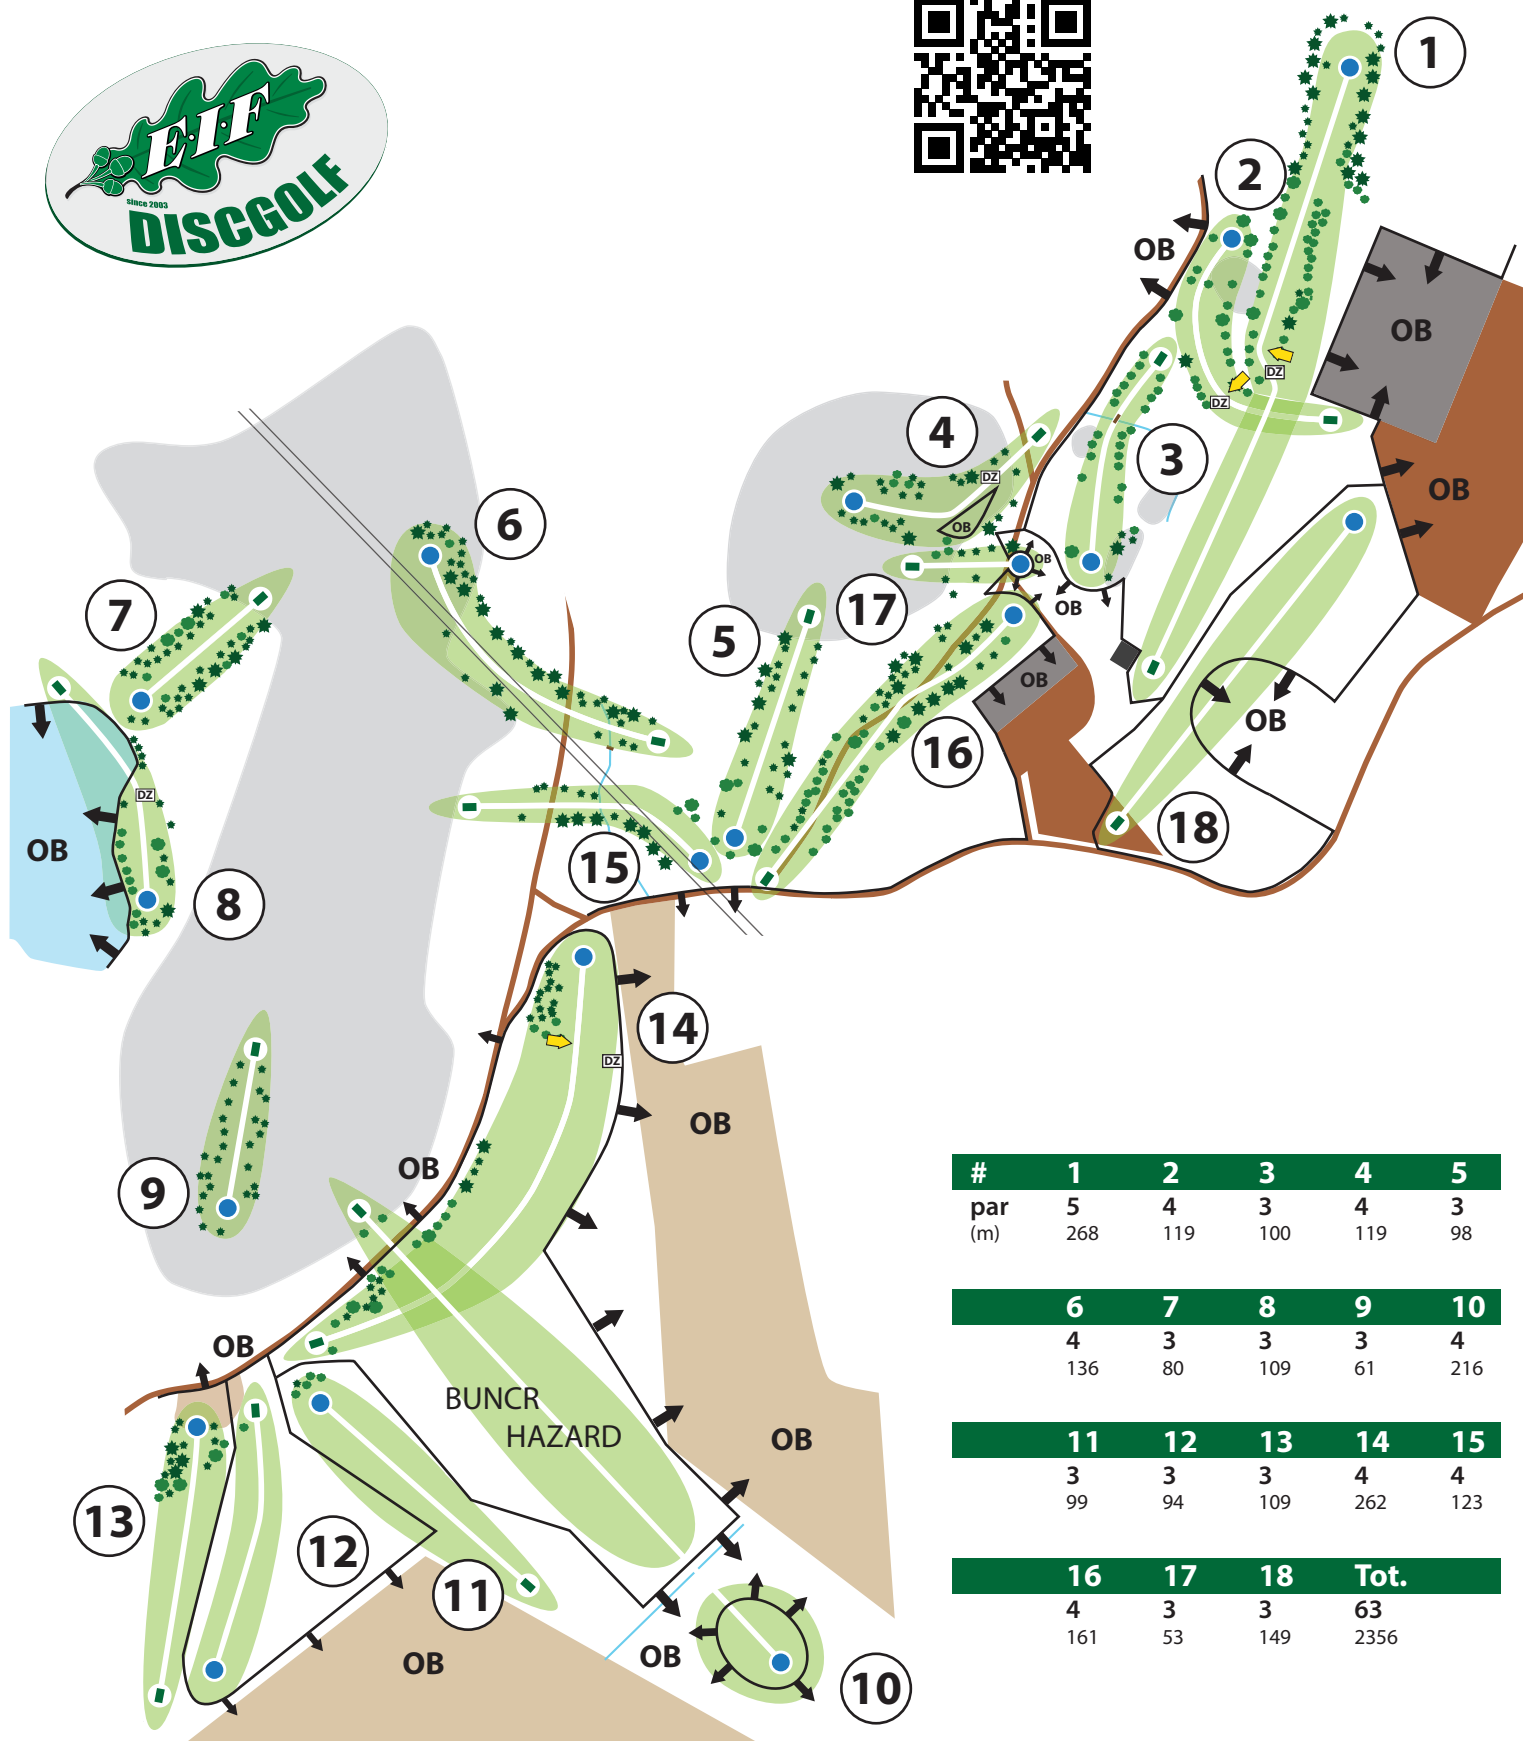 E·I·F
since 2003
DISCGOLF
1
2
OB
OB
DZ
DZ
4
3
OB
DZ
OB
6
OB
7
17
OB
5
OB
OB
16
DZ
18
OB
15
8
14
DZ
OB
OB
9
OB
BUNCR
HAZARD
OB
13
12
11
OB
OB
10
# 1 2 3 4 5
par 5 4 3 4 3
(m) 268 119 100 119 98
6 7 8 9 10
4 3 3 3 4
136 80 109 61 216
11 12 13 14 15
3 3 3 4 4
99 94 109 262 123
16 17 18 Tot.
4 3 3 63
161 53 149 2356